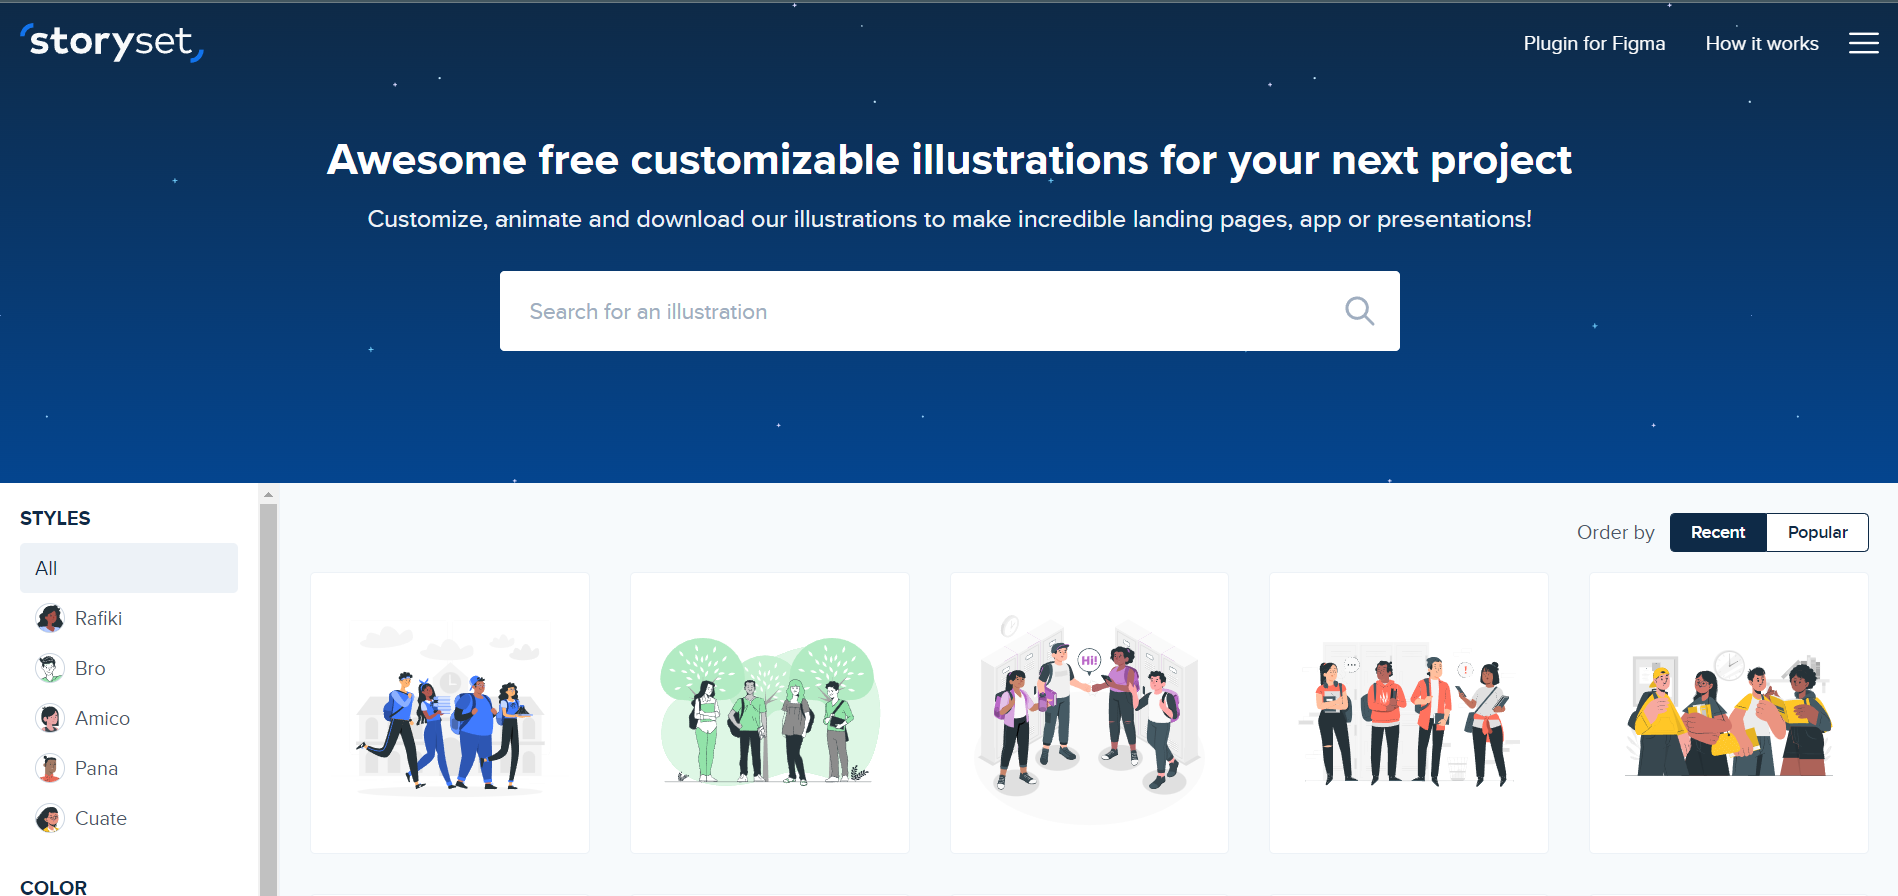 storyset
Plugin for Figma
How it works
Awesome free customizable illustrations for your next project
Customize, animate and download our illustrations to make incredible landing pages, app or presentations!
Search for an illustration
STYLES
All
Rafiki
Bro
Amico
Pana
Cuate
COLOR
Order by
Recent
Popular
Hi!
...
!